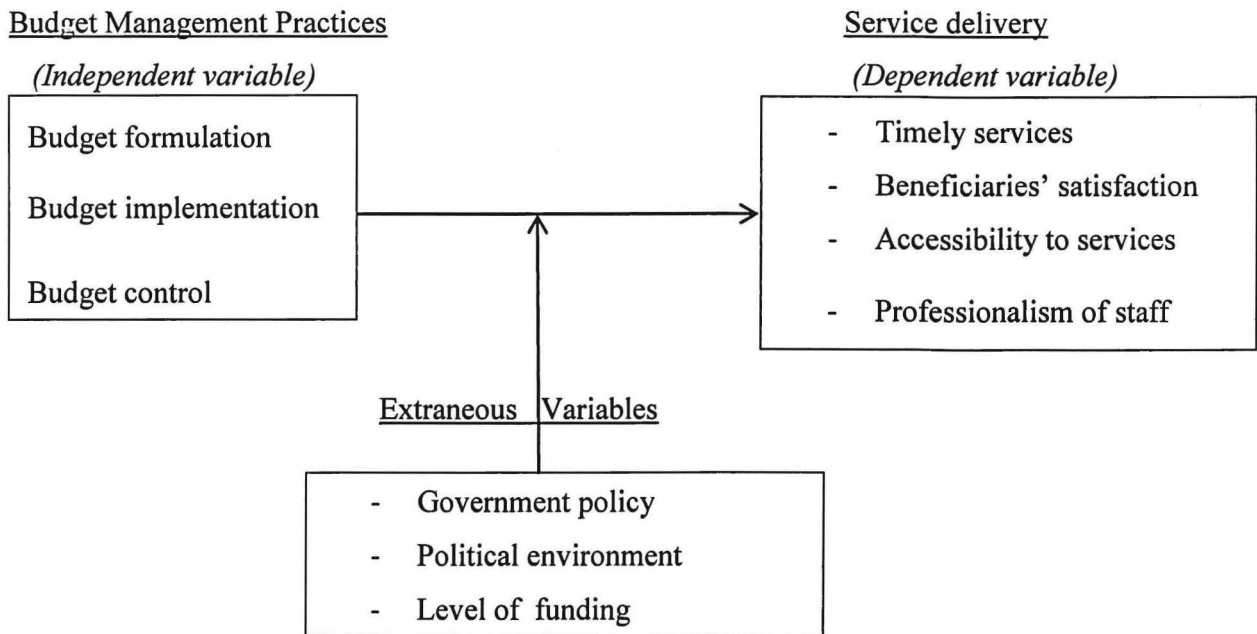 Budget Management Practices
(Independent variable)
Budget formulation
Budget implementation
Budget control
Service delivery
(Dependent variable)
- Timely services
- Beneficiaries’ satisfaction
- Accessibility to services
- Professionalism of staff
Extraneous Variables
- Government policy
- Political environment
- Level of funding